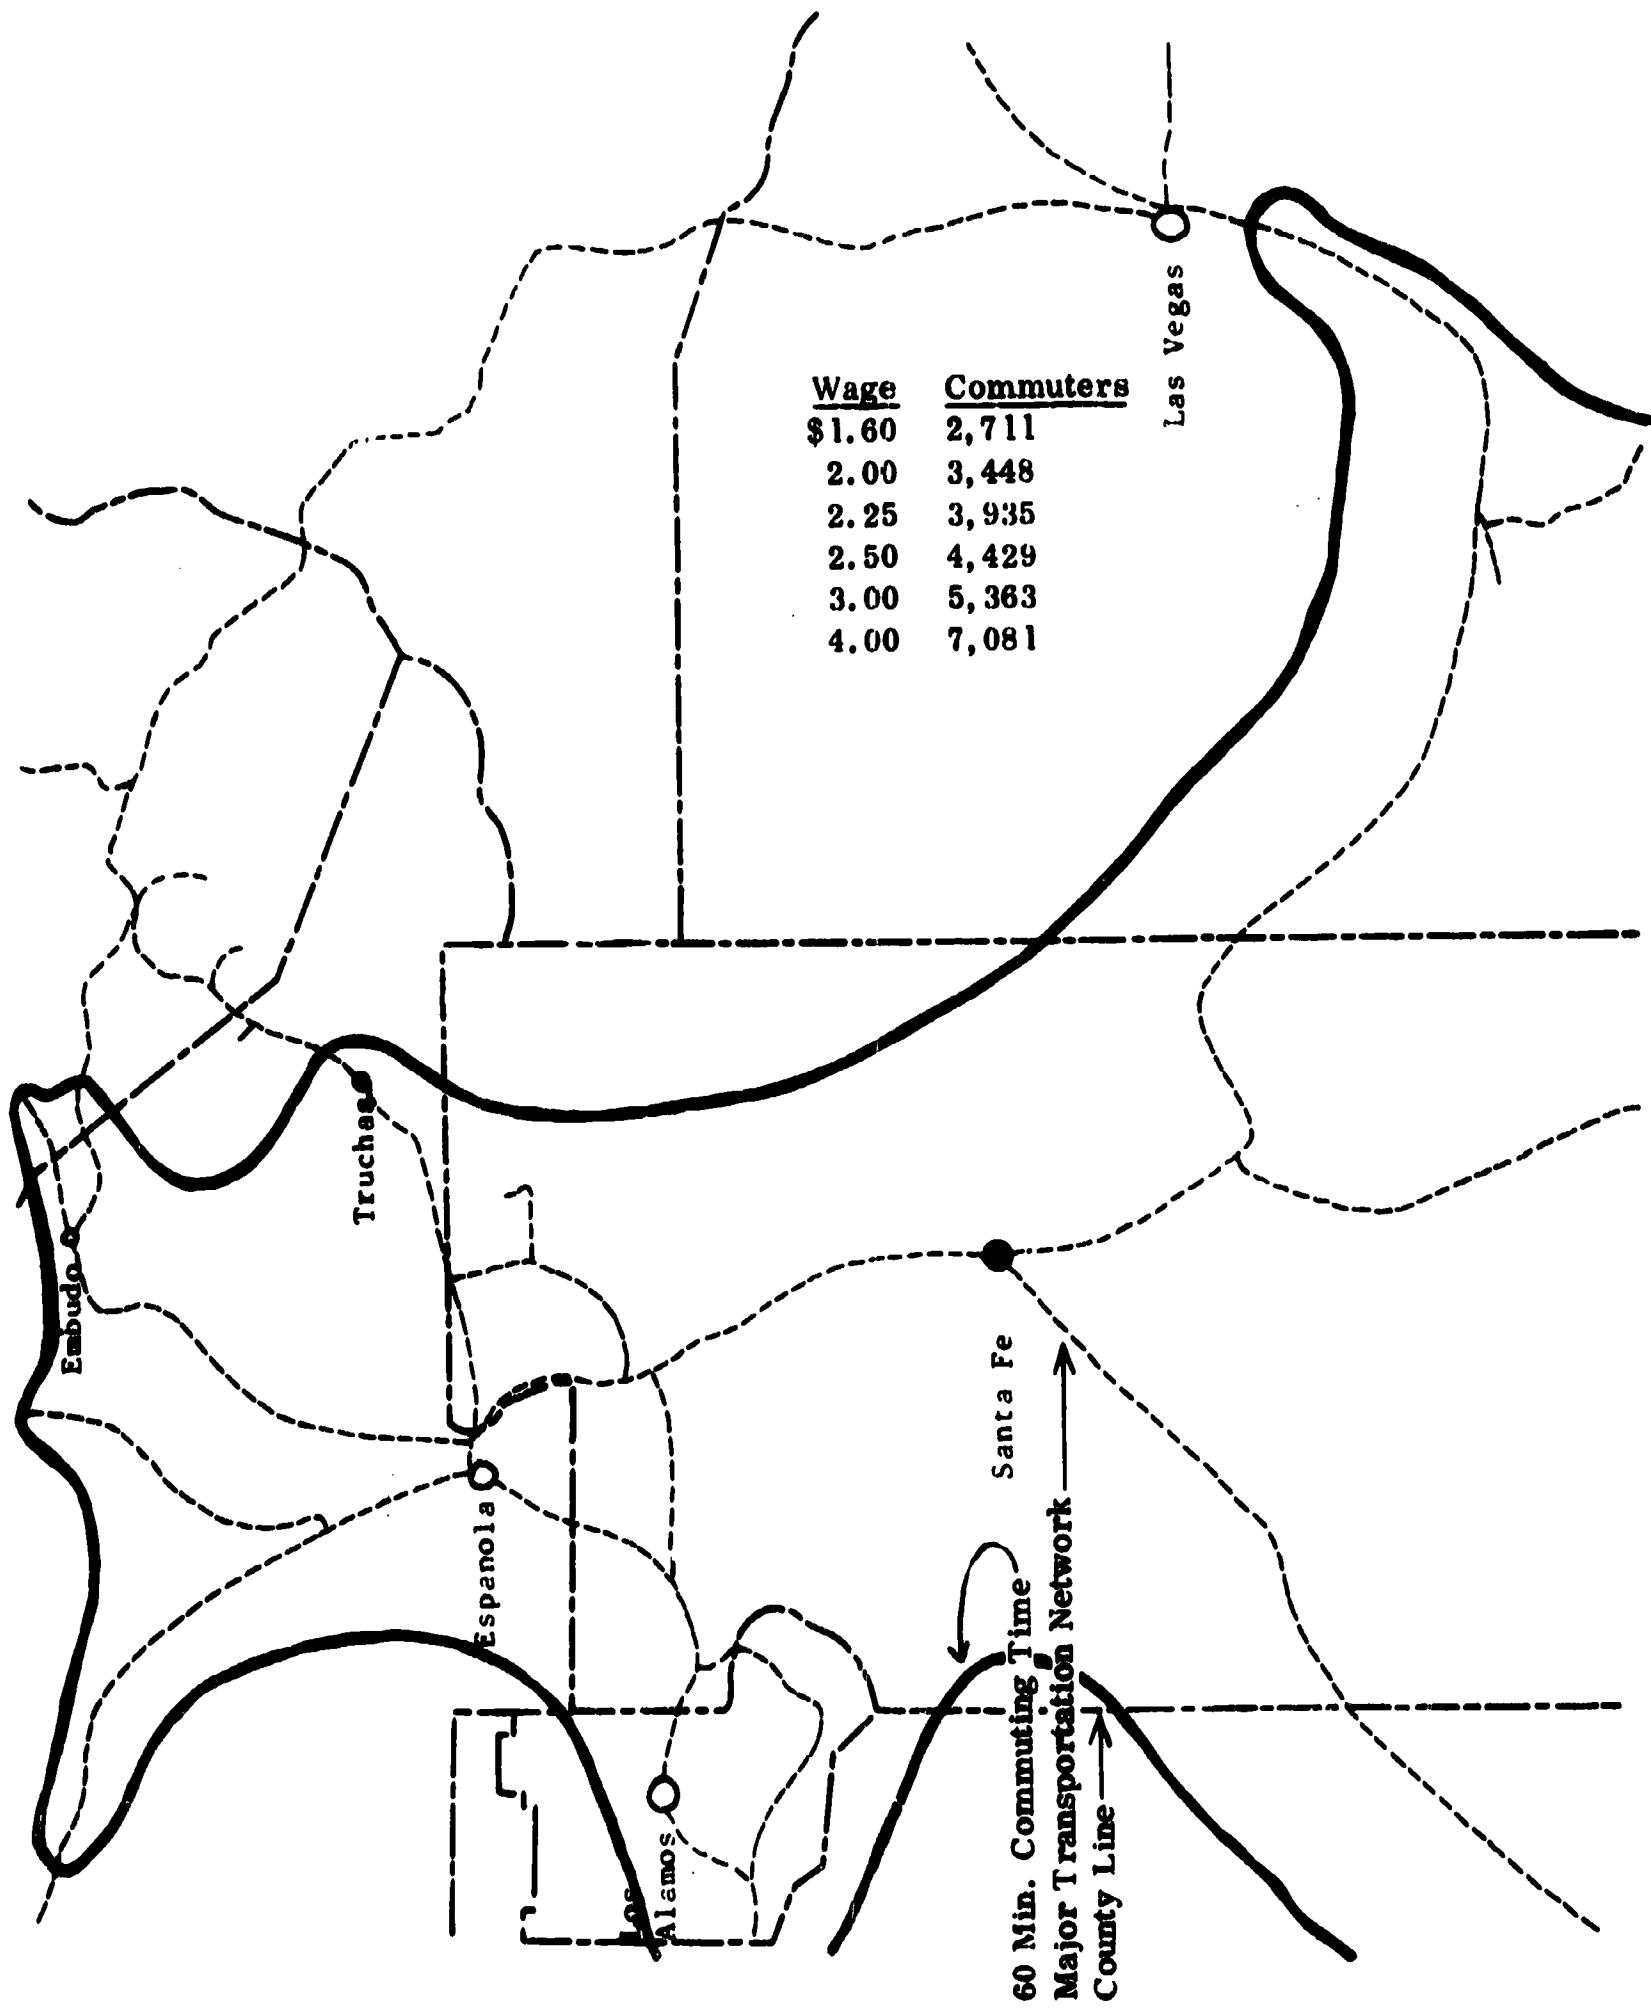 Wage Commuters
$1.60 2,711
2.00 3,448
2.25 3,935
2.50 4,429
3.00 5,363
4.00 7,081
Las Vegas
Truchas
Embudo
Santa Fe
Espanola
Los
Alamos
60 Min. Commuting Time
Major Transportation Network
County Line